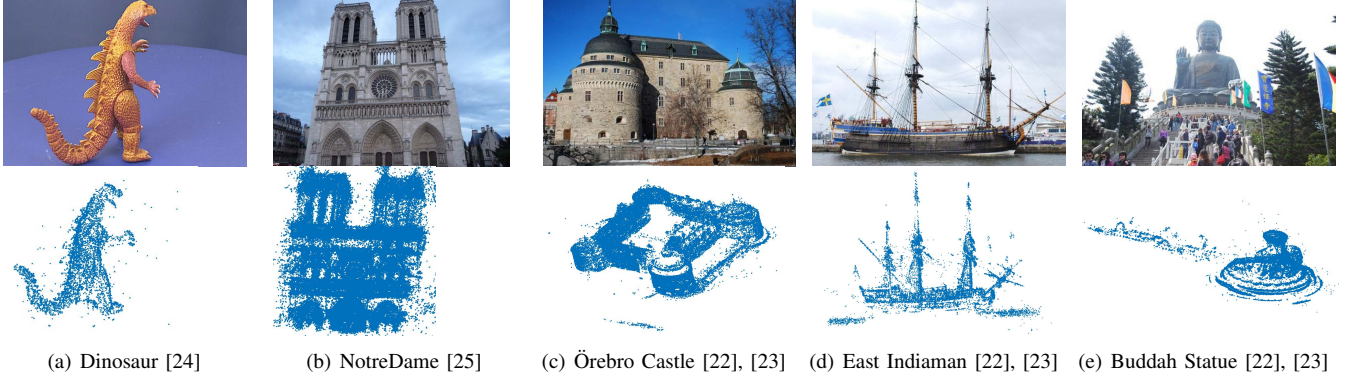 (a) Dinosaur [24]
(b) NotreDame [25]
(c) Örebro Castle [22], [23]
(d) East Indiaman [22], [23]
(e) Buddah Statue [22], [23]